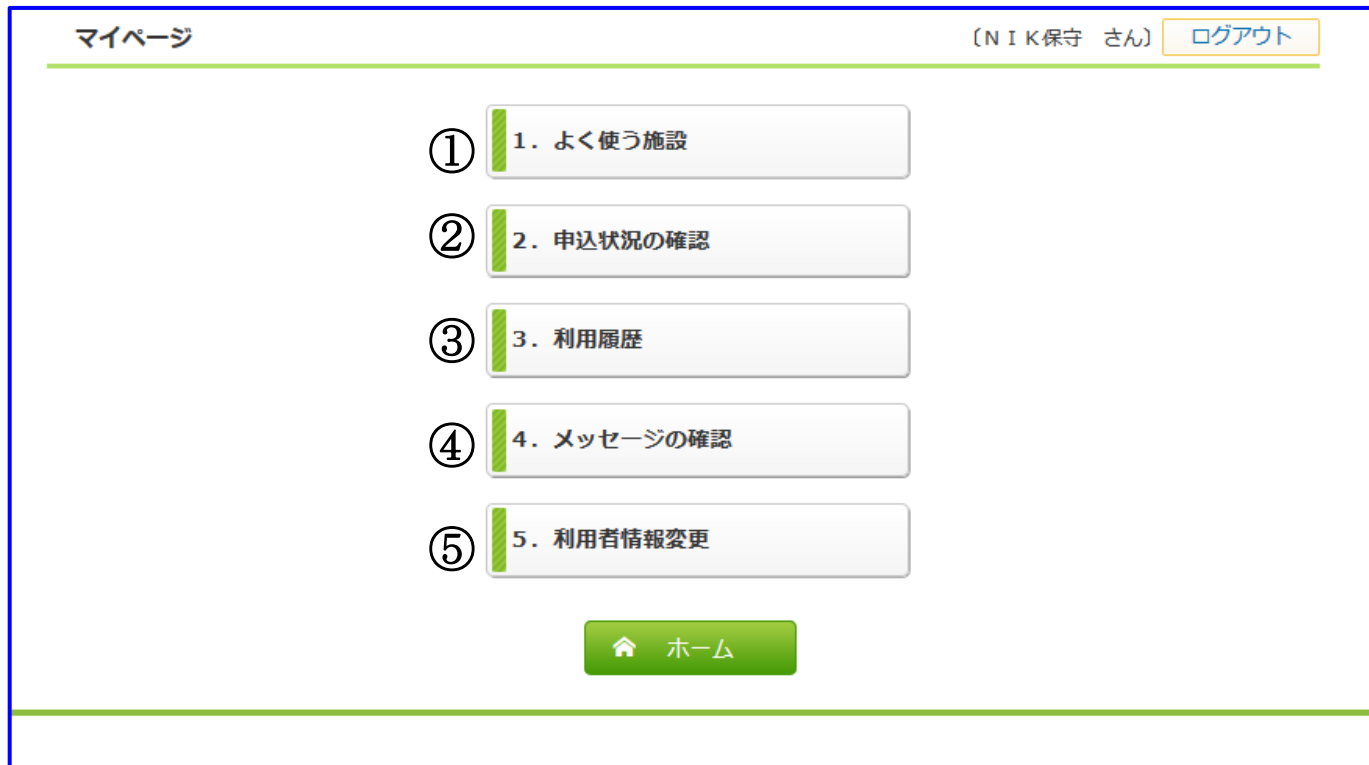 マイページ
〔ＮＩＫ保守　さん〕 ログアウト
① 1．よく使う施設
② 2．申込状況の確認
③ 3．利用履歴
④ 4．メッセージの確認
⑤ 5．利用者情報変更
ホーム